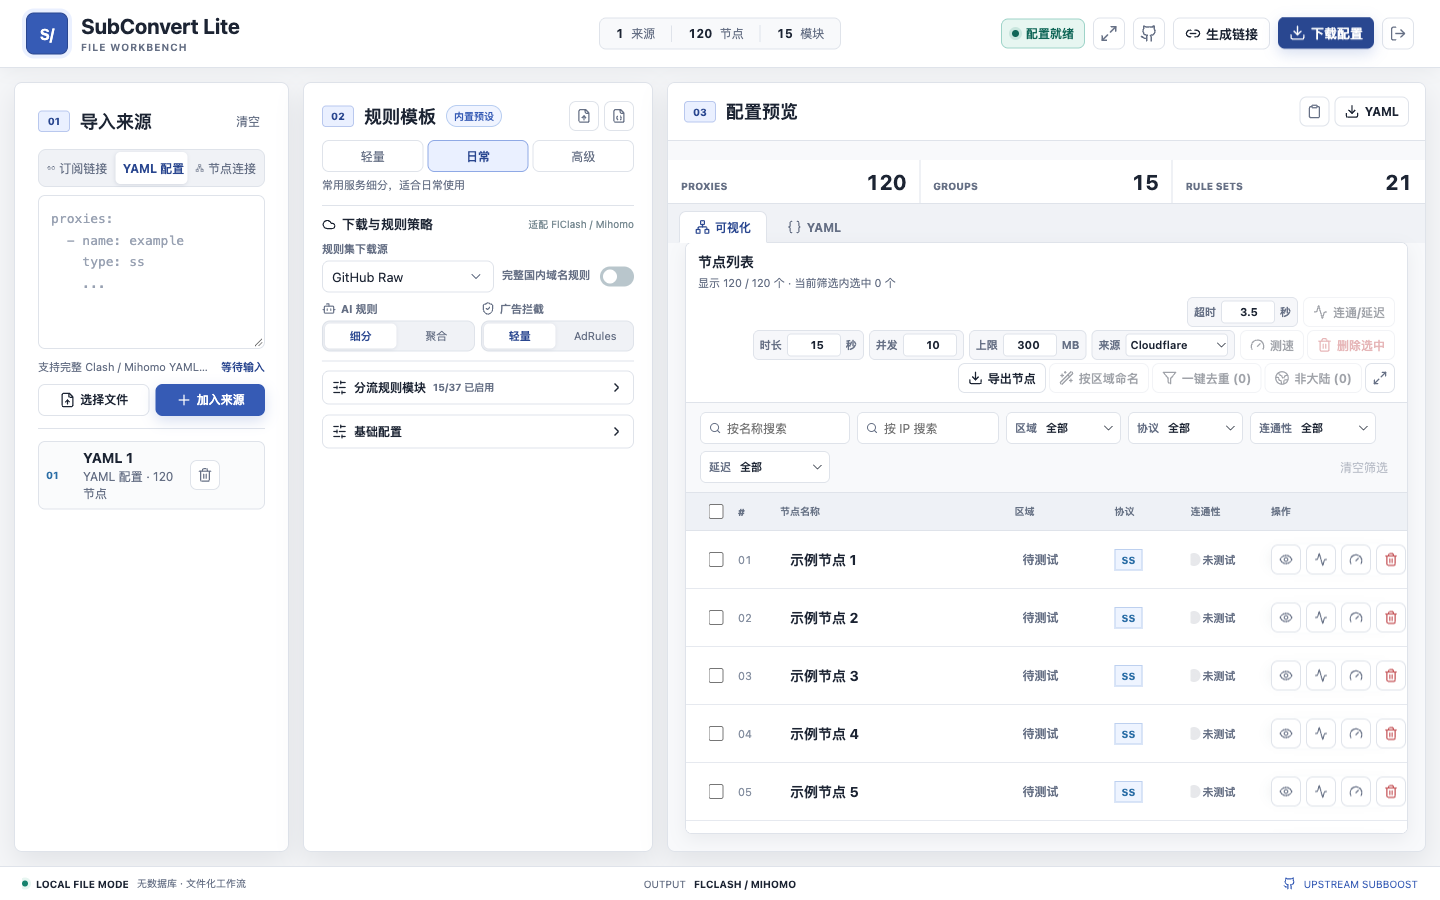 S/
SubConvert Lite
FILE WORKBENCH
1 来源 120 节点 15 模块
配置就绪
生成链接
下载配置
01 导入来源 清空
订阅链接 YAML 配置 节点连接
proxies:
- name: example
type: ss
...
支持完整 Clash / Mihomo YAML... 等待输入
选择文件 加入来源
01 YAML 1
YAML 配置 · 120
节点
02 规则模板 内置预设
轻量 日常 高级
常用服务细分，适合日常使用
下载与规则策略 适配 FlClash / Mihomo
规则集下载源
GitHub Raw 完整国内域名规则
AI 规则 广告拦截
细分 聚合 轻量 AdRules
分流规则模块 15/37 已启用
基础配置
03 配置预览 YAML
PROXIES 120 GROUPS 15 RULE SETS 21
可视化 { } YAML
节点列表
显示 120 / 120 个 · 当前筛选内选中 0 个
超时 3.5 秒 连通/延迟
时长 15 秒 并发 10 上限 300 MB 来源 Cloudflare 测速 删除选中
导出节点 按区域命名 一键去重 (0) 非大陆 (0)
按名称搜索 按 IP 搜索 区域 全部 协议 全部 连通性 全部
延迟 全部 清空筛选
# 节点名称 区域 协议 连通性 操作
01 示例节点 1 待测试 SS 未测试
02 示例节点 2 待测试 SS 未测试
03 示例节点 3 待测试 SS 未测试
04 示例节点 4 待测试 SS 未测试
05 示例节点 5 待测试 SS 未测试
LOCAL FILE MODE 无数据库 · 文件化工作流 OUTPUT FLCLASH / MIHOMO UPSTREAM SUBBOOST